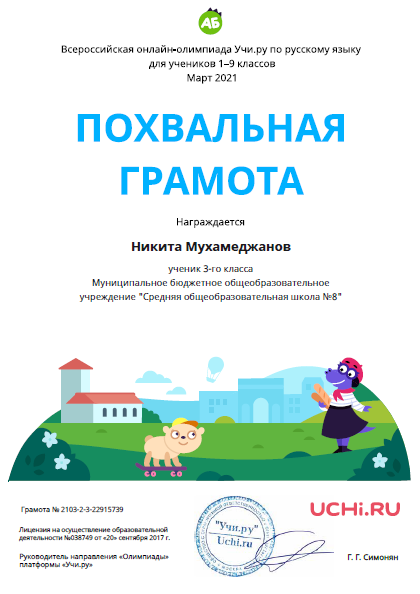 АБ
Всероссийская онлайн-олимпиада Учи.ру по русскому языку
для учеников 1–9 классов
Март 2021
ПОХВАЛЬНАЯ
ГРАМОТА
Награждается
Никита Мухамеджанов
ученик 3-го класса
Муниципальное бюджетное общеобразовательное
учреждение "Средняя общеобразовательная школа №8"
Грамота № 2103-2-3-22915739
Лицензия на осуществление образовательной
деятельности №038749 от «20» сентября 2017 г.
Руководитель направления «Олимпиады»
платформы «Учи.ру»
"Учи.ру"
Uchi.ru
UCHi.RU
Г. Г. Симонян